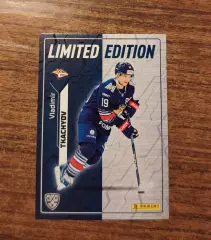 LIMITED EDITION
Vladimir
TKACHYOV
19
PANINI